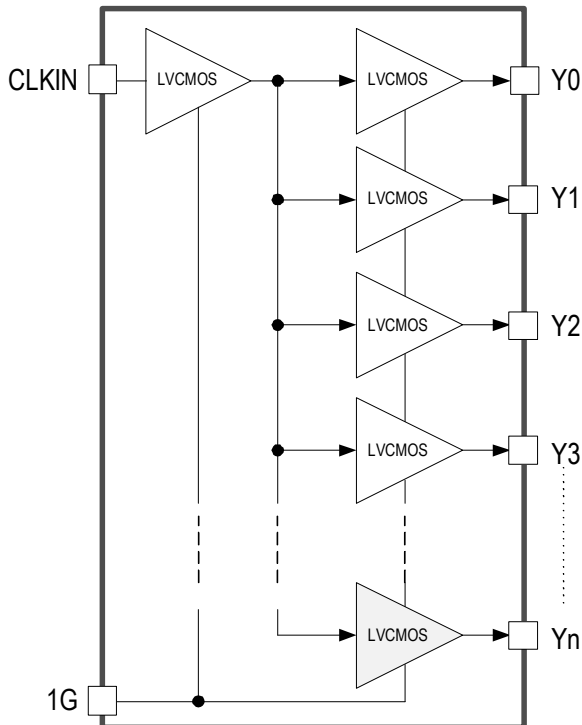 CLKIN
LVCMOS
LVCMOS
Y0
LVCMOS
Y1
LVCMOS
Y2
LVCMOS
Y3
LVCMOS
Yn
1G